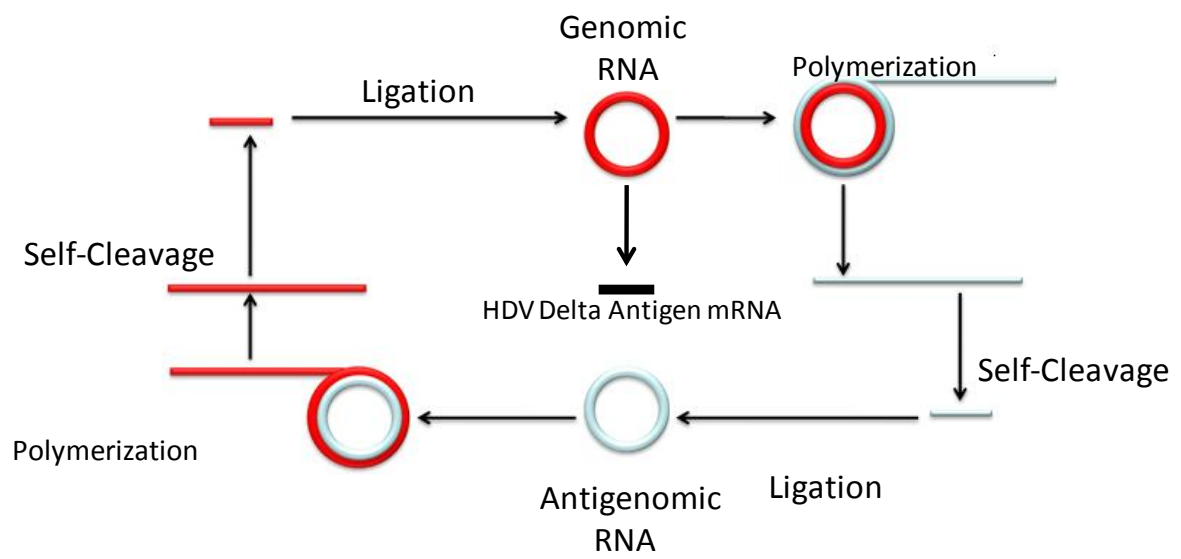 Genomic
RNA
Polymerization
Ligation
Self-Cleavage
HDV Delta Antigen mRNA
Self-Cleavage
Polymerization
Antigenomic
RNA
Ligation